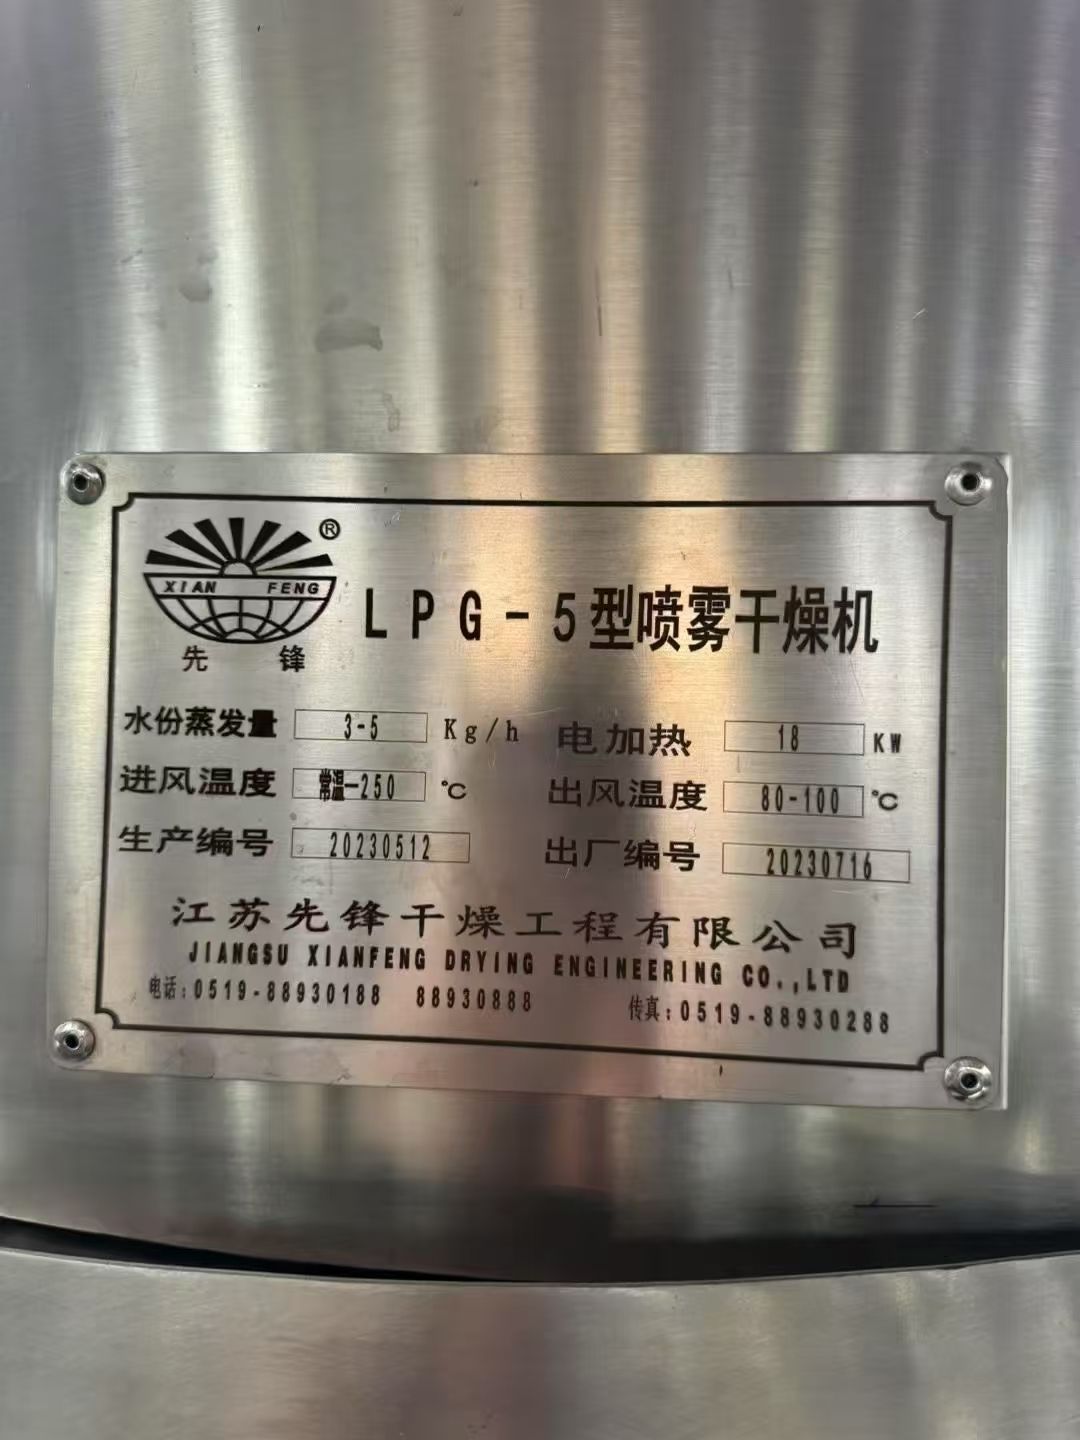 ®
XIAN FENG
先 锋
LPG-5型喷雾干燥机
水份蒸发量 3-5 Kg/h 电加热 18 KW
进风温度 常温—250 ℃ 出风温度 80-100 ℃
生产编号 20230512 出厂编号 20230716
江苏先锋干燥工程有限公司
JIANGSU XIANFENG DRYING ENGINEERING CO.,LTD
电话:0519-88930188 88930888 传真:0519-88930288